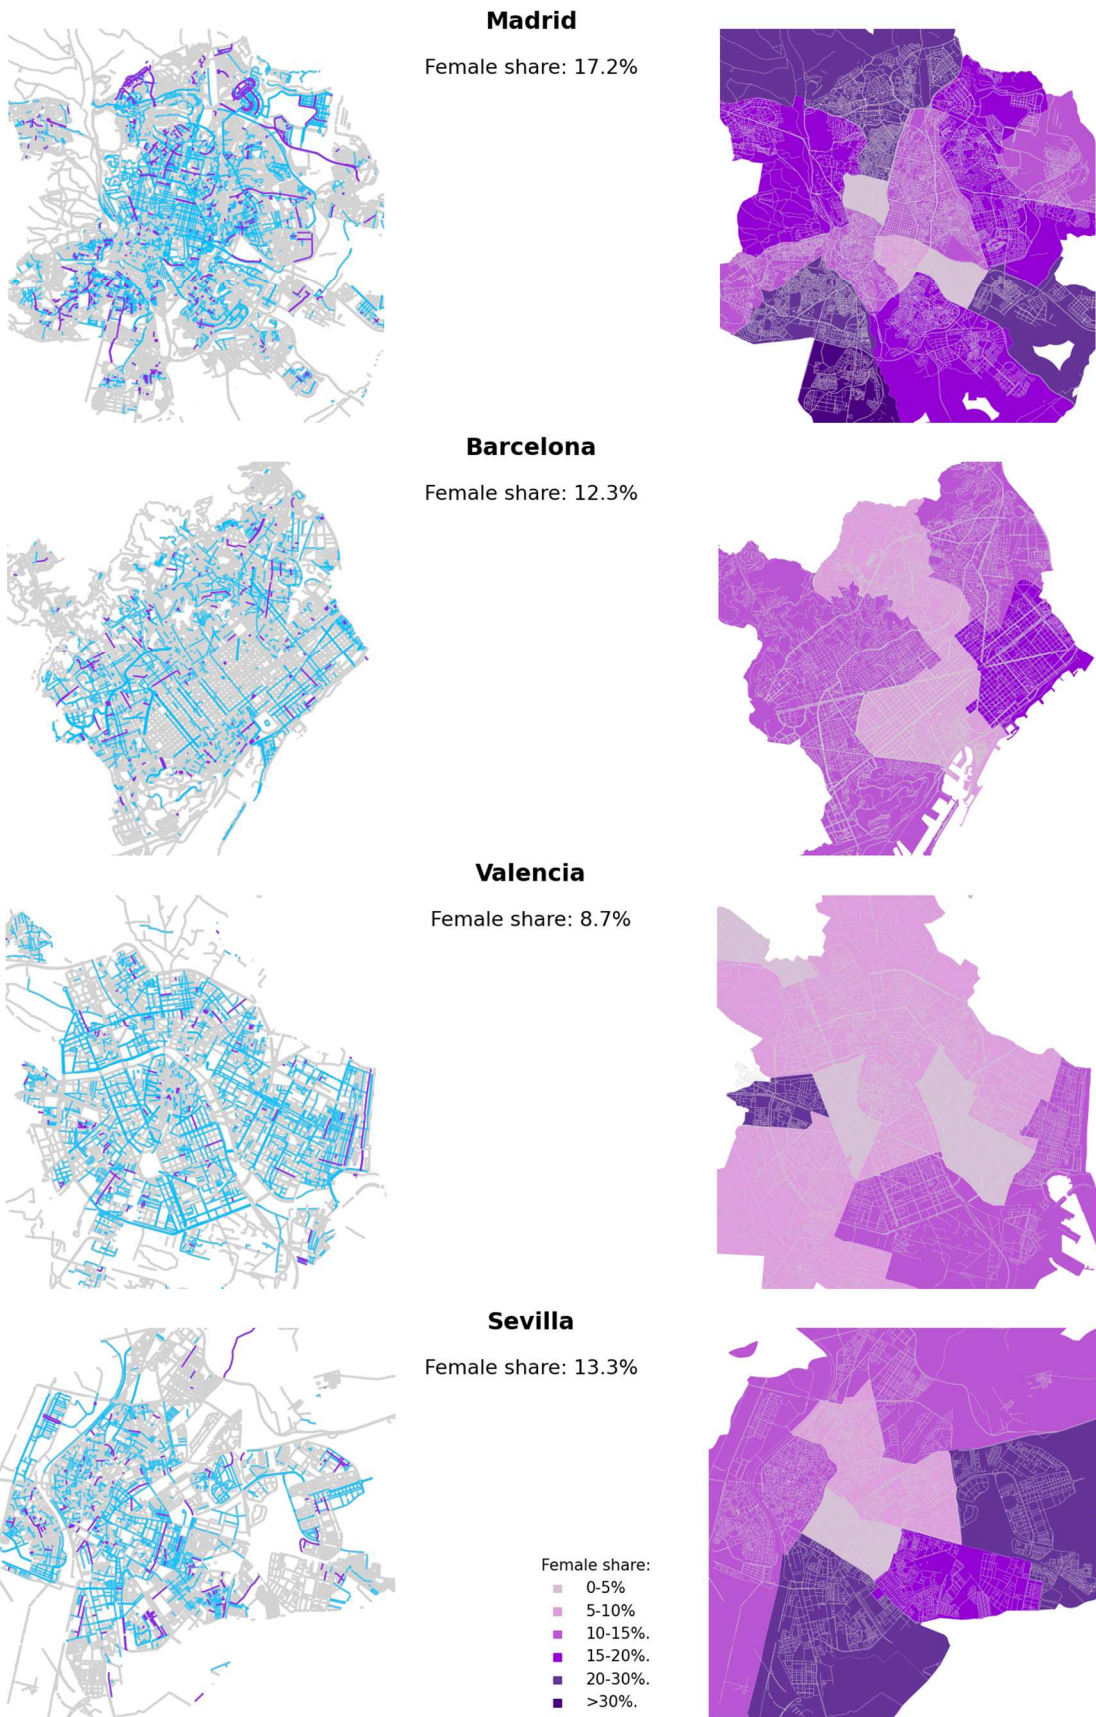 Madrid
Female share: 17.2%
Barcelona
Female share: 12.3%
Valencia
Female share: 8.7%
Sevilla
Female share: 13.3%
Female share:
0-5%
5-10%
10-15%.
15-20%.
20-30%.
>30%.